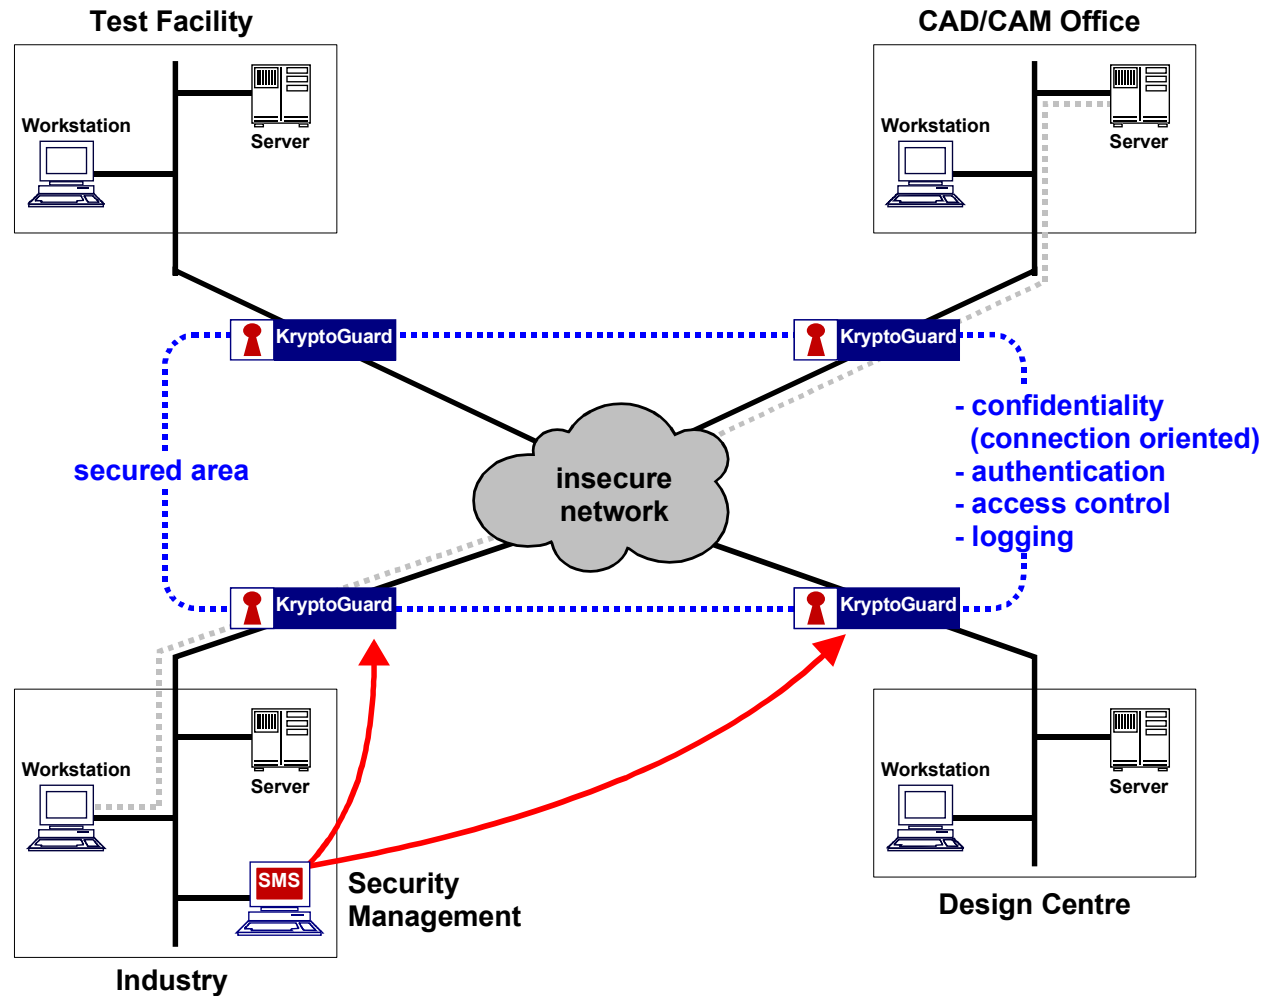 Test Facility
CAD/CAM Office
Workstation
Server
Workstation
Server
KryptoGuard
KryptoGuard
- confidentiality
(connection oriented)
- authentication
- access control
- logging
secured area
insecure
network
KryptoGuard
KryptoGuard
Workstation
Server
Workstation
Server
SMS
Security
Management
Design Centre
Industry